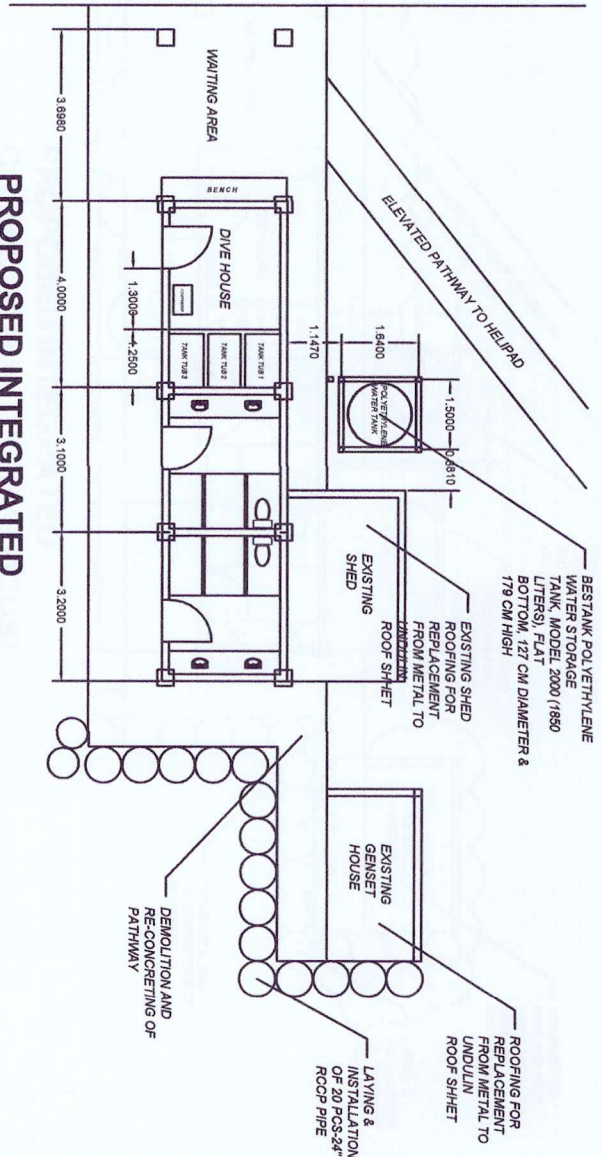 PROPOSED INTEGRATED
WAITING AREA
BENCH
DIVE HOUSE
TANK TUB 1
TANK TUB 2
TANK TUB 3
ELEVATED PATHWAY TO HELIPAD
POLYETHYLENE
WATER TANK
EXISTING
SHED
EXISTING
GENSET
HOUSE
BESTANK POLYETHYLENE
WATER STORAGE
TANK, MODEL 2000 (1850
LITERS), FLAT
BOTTOM, 127 CM DIAMETER &
179 CM HIGH
EXISTING SHED
ROOFING FOR
REPLACEMENT
FROM METAL TO
UNDULIN
ROOF SHHET
ROOFING FOR
REPLACEMENT
FROM METAL TO
UNDULIN
ROOF SHHET
LAYING &
INSTALLATION
OF 20 PCS-24"
RCCP PIPE
DEMOLITION AND
RE-CONCRETING OF
PATHWAY
3.6980
4.0000
3.1000
3.2000
1.3000
1.2500
1.1470
1.6400
1.5000